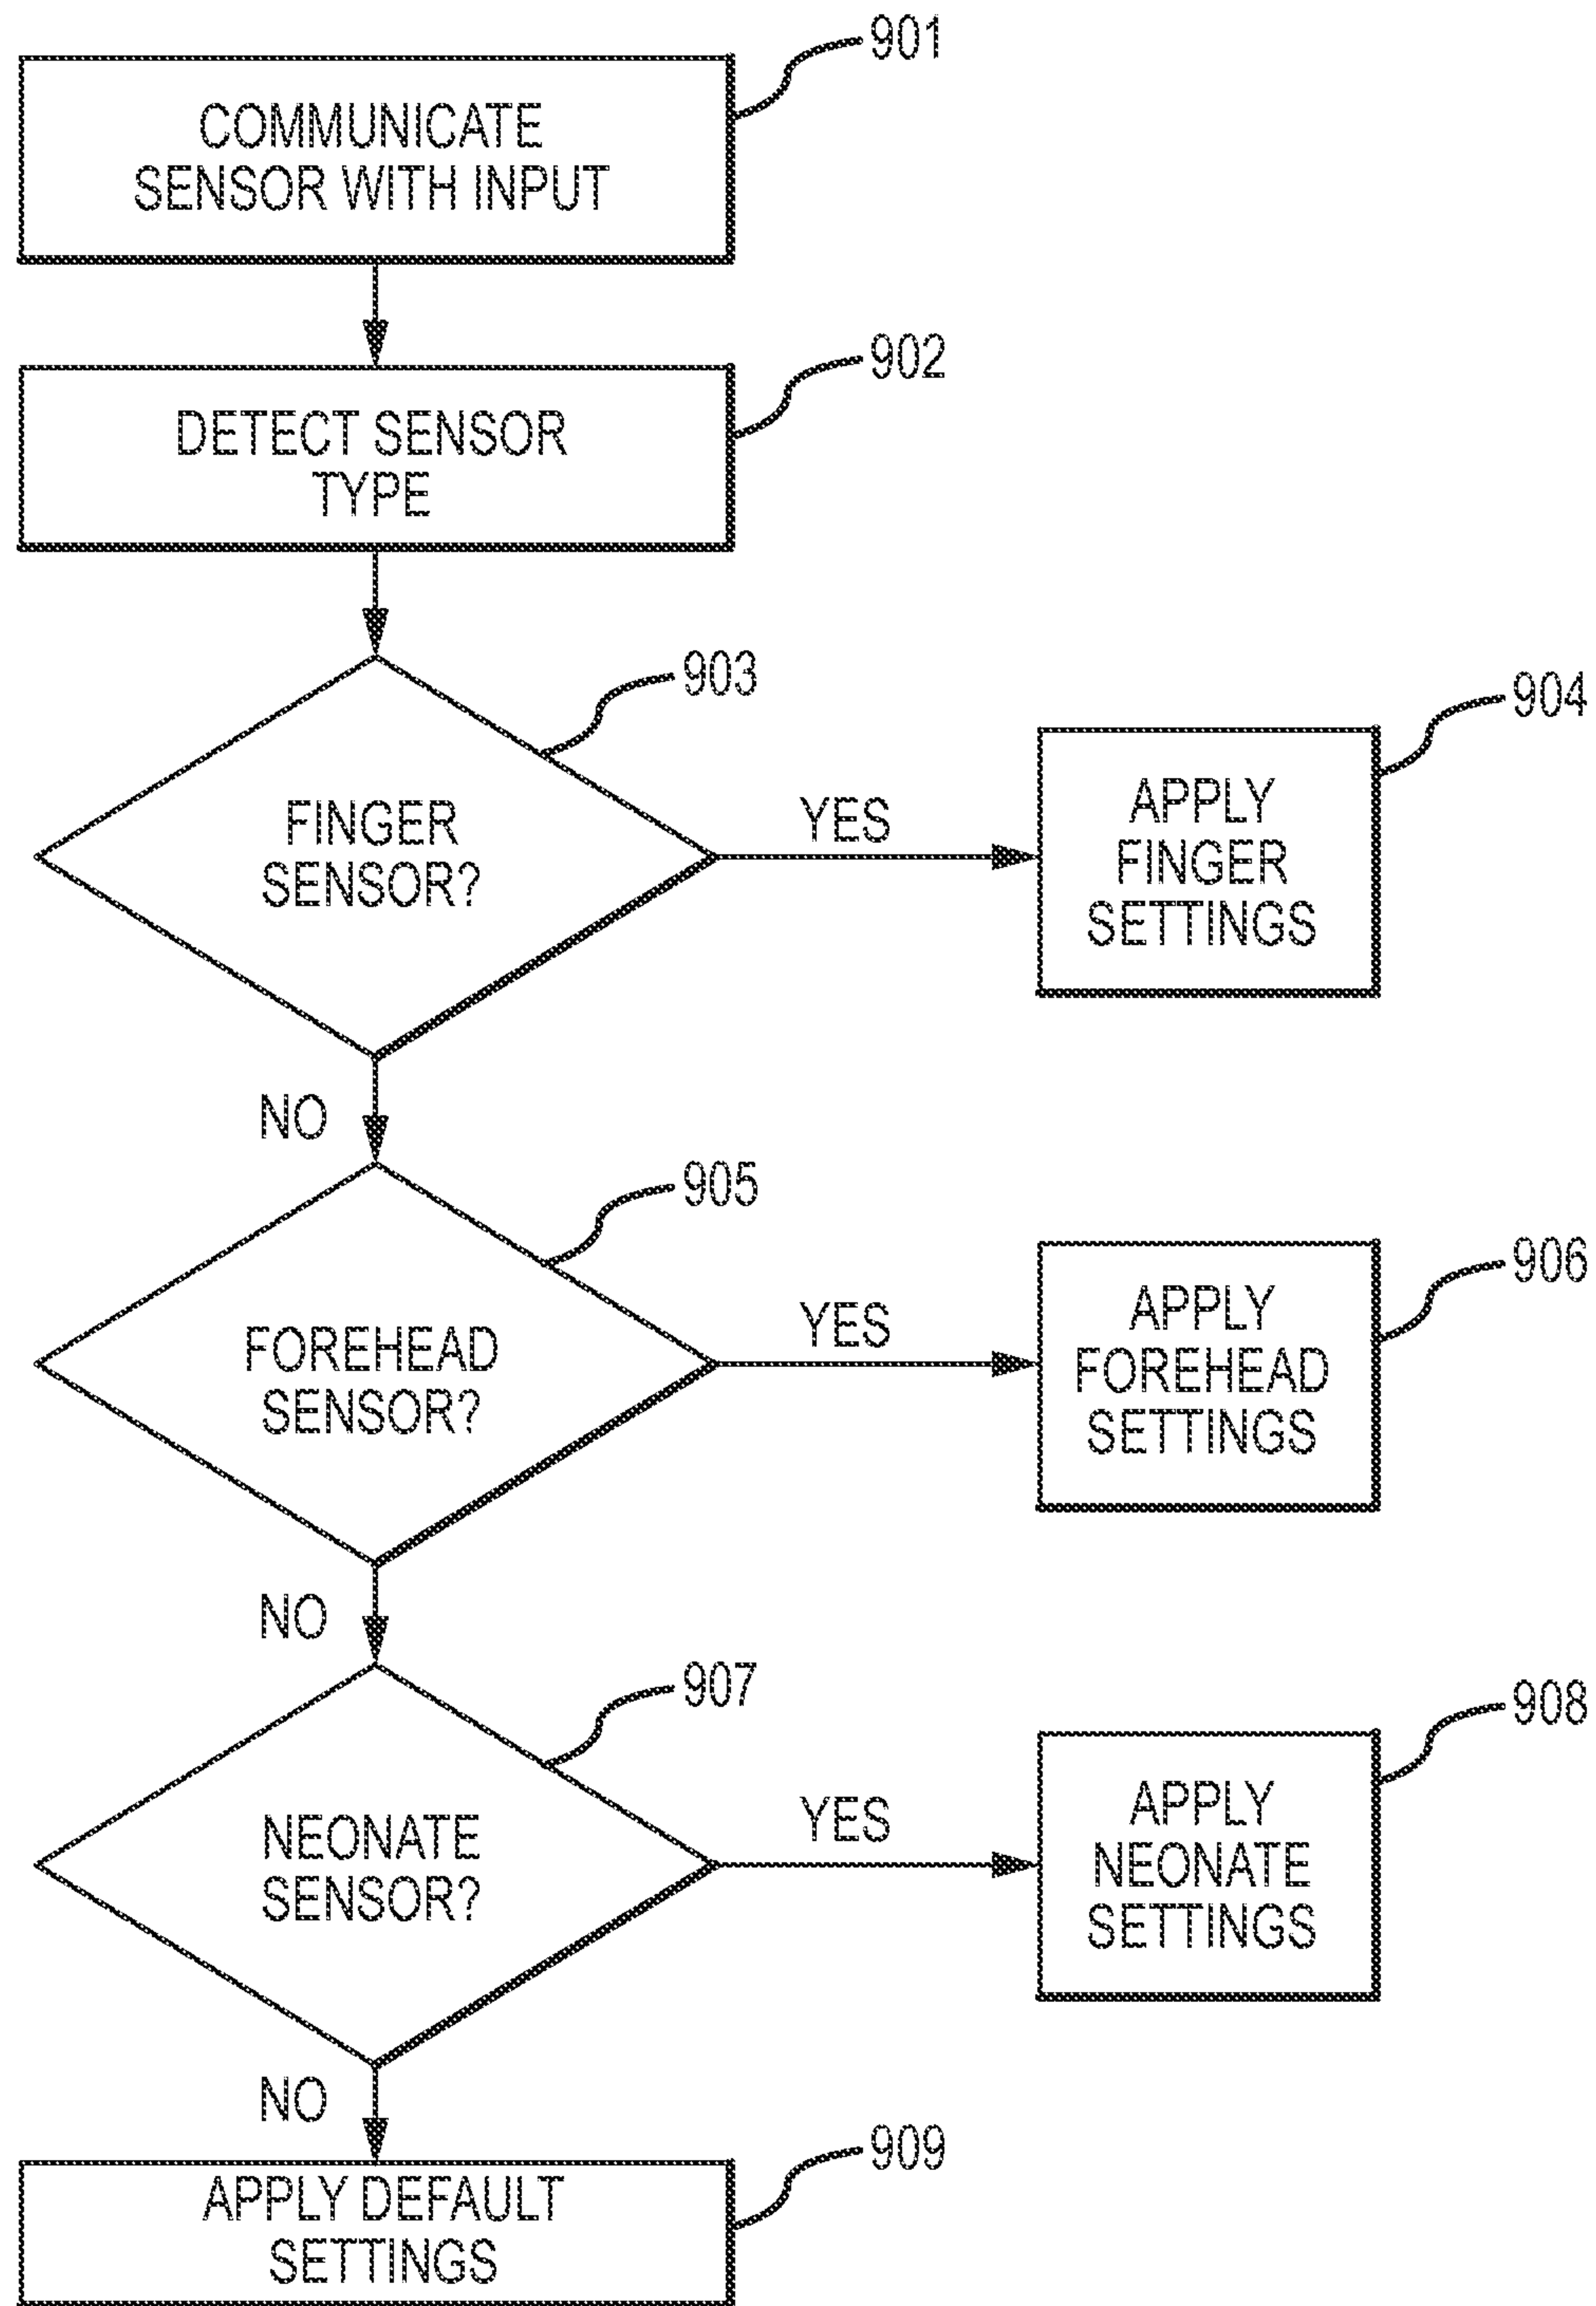 901
COMMUNICATE
SENSOR WITH INPUT
902
DETECT SENSOR
TYPE
903
FINGER
SENSOR?
YES
904
APPLY
FINGER
SETTINGS
NO
905
FOREHEAD
SENSOR?
YES
906
APPLY
FOREHEAD
SETTINGS
NO
907
NEONATE
SENSOR?
YES
908
APPLY
NEONATE
SETTINGS
NO
909
APPLY DEFAULT
SETTINGS